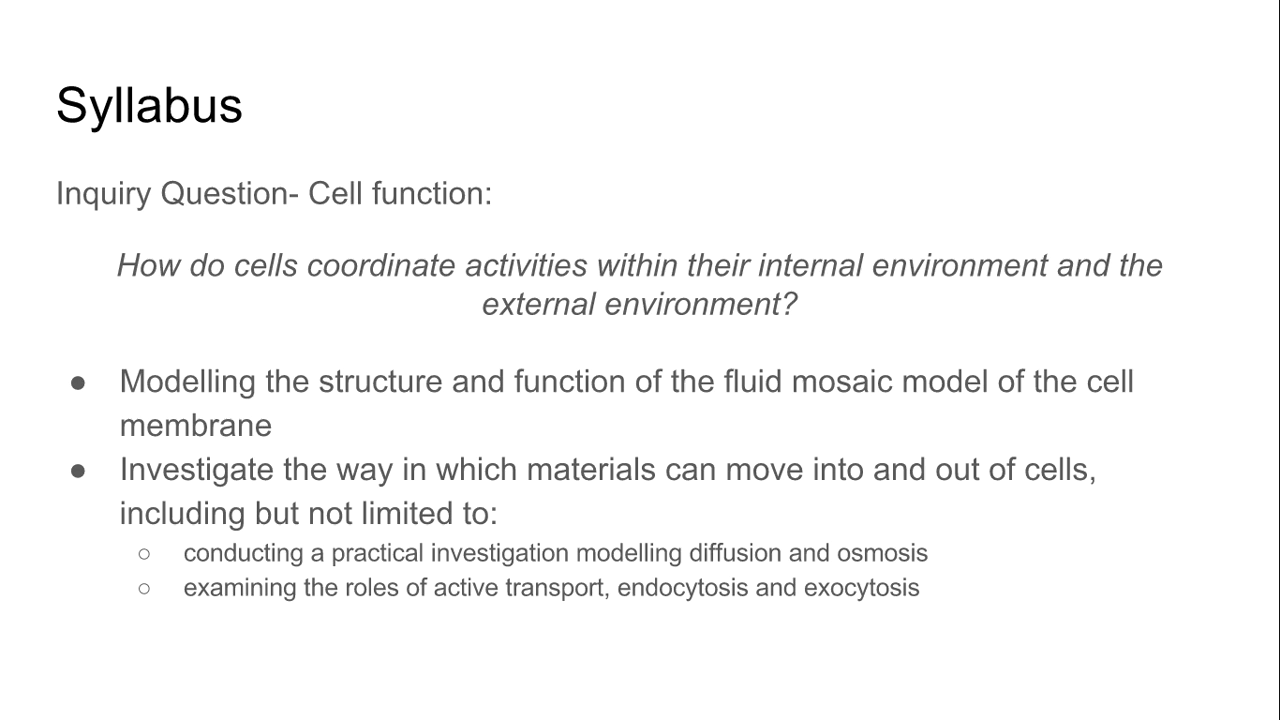 Syllabus
Inquiry Question- Cell function:
How do cells coordinate activities within their internal environment and the
external environment?
● Modelling the structure and function of the fluid mosaic model of the cell
membrane
● Investigate the way in which materials can move into and out of cells,
including but not limited to:
○ conducting a practical investigation modelling diffusion and osmosis
○ examining the roles of active transport, endocytosis and exocytosis